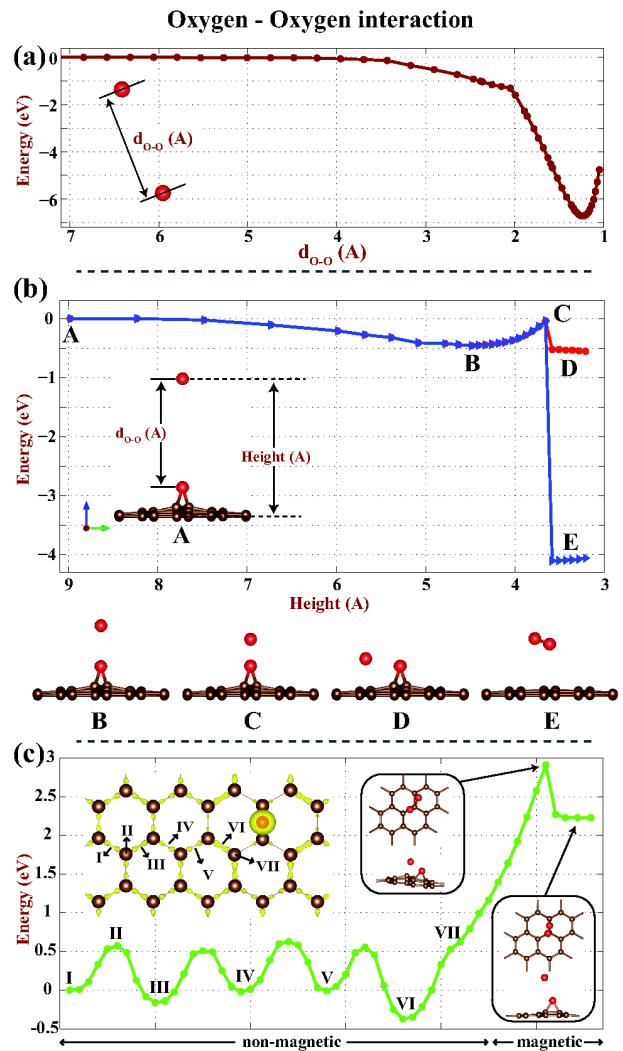 Oxygen - Oxygen interaction
(a)
Energy (eV)
0
−2
−4
−6
d_O-O (A)
7 6 5 4 3 2 1
d_O-O (A)
(b)
Energy (eV)
0
−1
−2
−3
−4
A
B
C
D
E
d_O-O (A)
Height (A)
A
9 8 7 6 5 4 3
Height (A)
B C D E
(c)
Energy (eV)
3
2.5
2
1.5
1
0.5
0
-0.5
II IV VI
I III V VII
I II III IV V VI VII
non-magnetic magnetic